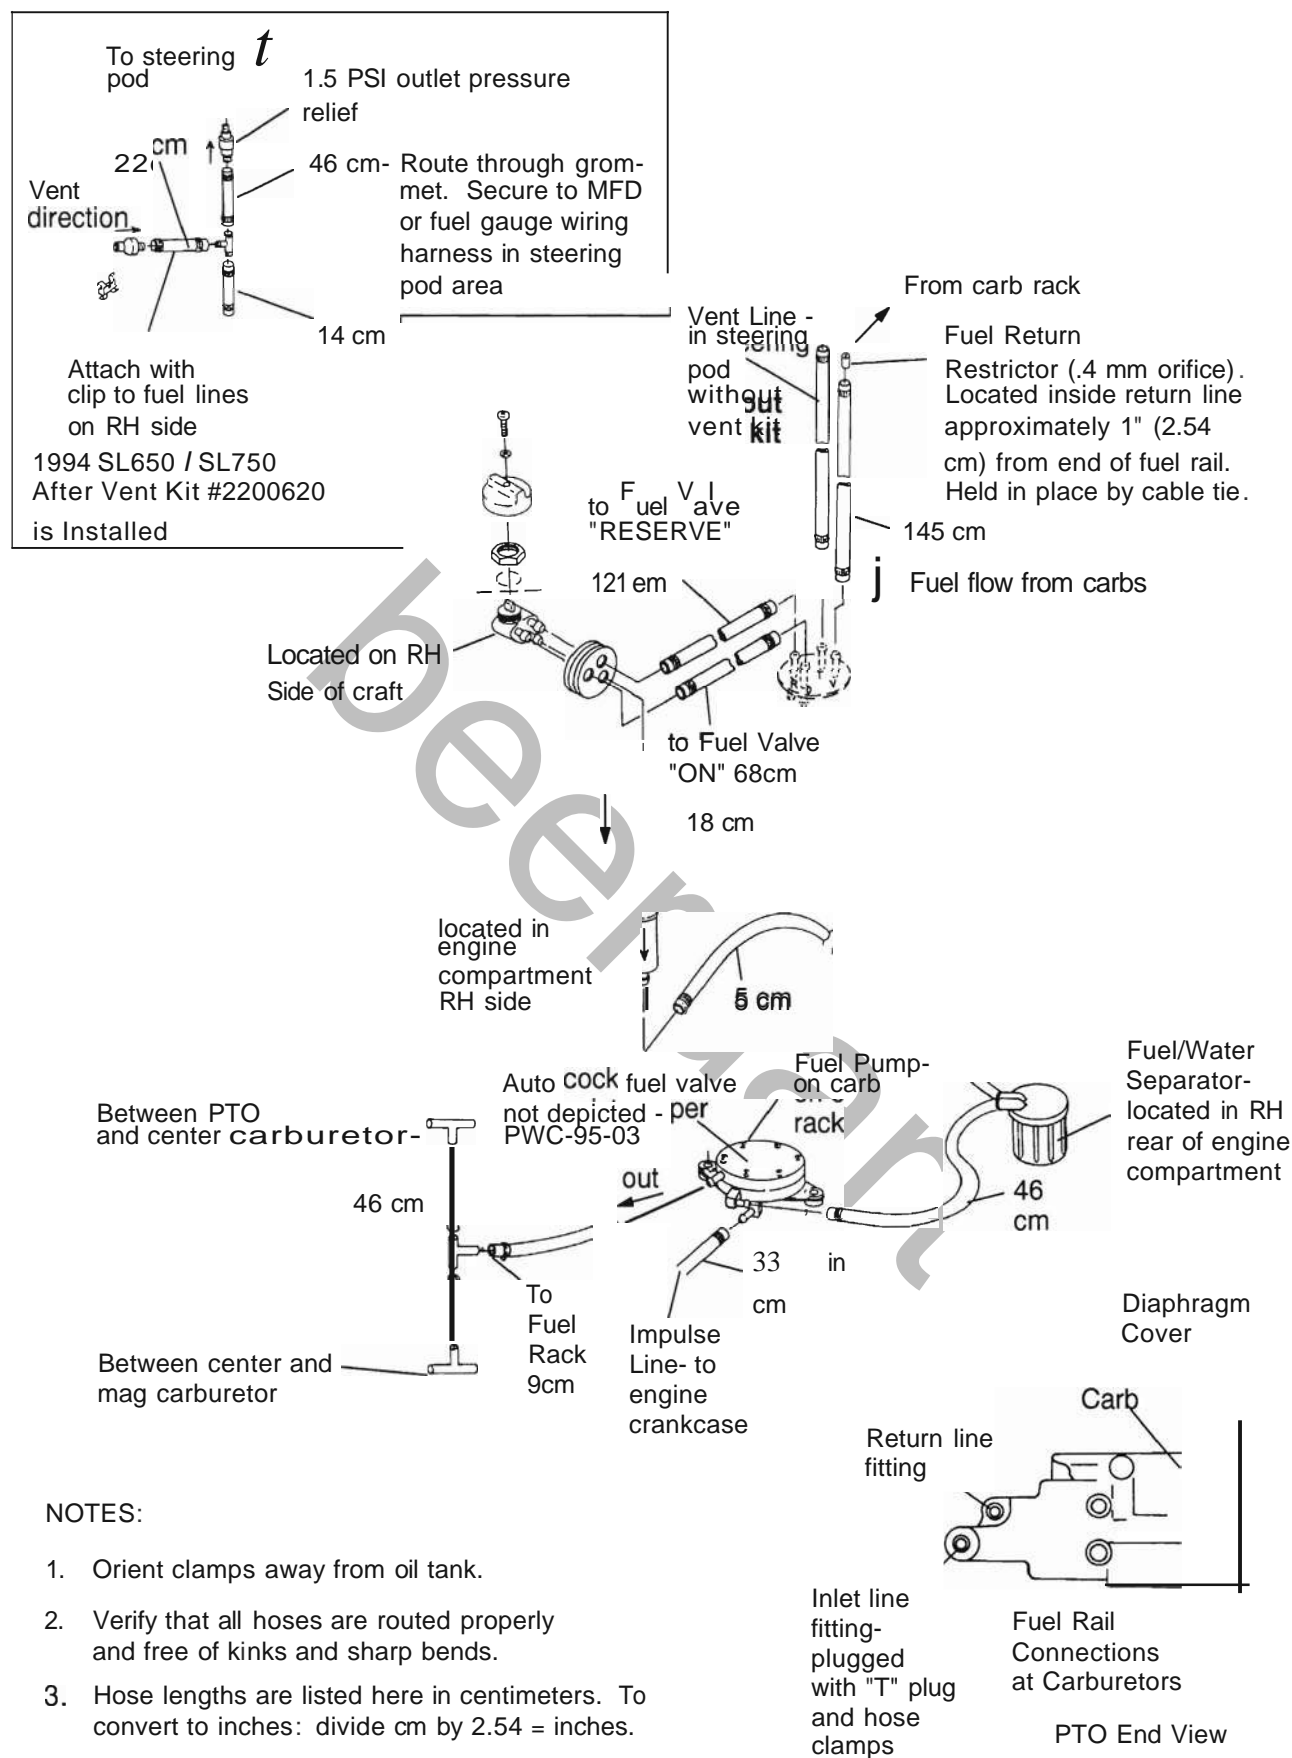 To steering t
pod
1.5 PSI outlet pressure
relief
cm
22
46 cm- Route through grom-
met. Secure to MFD
or fuel gauge wiring
harness in steering
pod area
Vent
direction
14 cm
Attach with
clip to fuel lines
on RH side
1994 SL650 / SL750
After Vent Kit #2200620
is Installed
From carb rack
Vent Line -
in steering
pod
without
vent kit
Fuel Return
Restrictor (.4 mm orifice).
Located inside return line
approximately 1" (2.54
cm) from end of fuel rail.
Held in place by cable tie.
to Fuel Valve
"RESERVE"
145 cm
121 em
j Fuel flow from carbs
Located on RH
Side of craft
to Fuel Valve
"ON" 68cm
18 cm
located in
engine
compartment
RH side
5 cm
Auto cock fuel valve
not depicted - per
PWC-95-03
Fuel Pump-
on carb
rack
Fuel/Water
Separator-
located in RH
rear of engine
compartment
Between PTO
and center carburetor-
46 cm
out
46
cm
33 in
cm
To
Fuel
Rack
9cm
Impulse
Line- to
engine
crankcase
Between center and
mag carburetor
Diaphragm
Cover
Carb
Return line
fitting
NOTES:
1. Orient clamps away from oil tank.
2. Verify that all hoses are routed properly
and free of kinks and sharp bends.
3. Hose lengths are listed here in centimeters. To
convert to inches: divide cm by 2.54 = inches.
Inlet line
fitting-
plugged
with "T" plug
and hose
clamps
Fuel Rail
Connections
at Carburetors
PTO End View